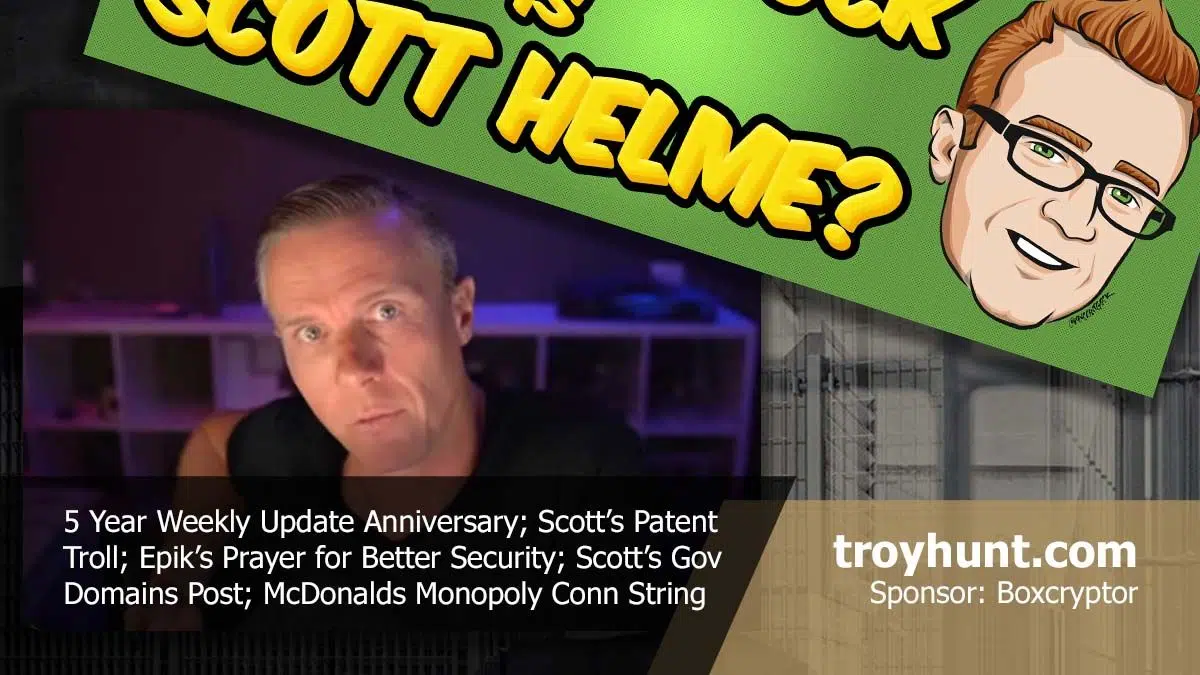 IS
SCOTT HELME?
5 Year Weekly Update Anniversary; Scott's Patent
Troll; Epik's Prayer for Better Security; Scott's Gov
Domains Post; McDonalds Monopoly Conn String
troyhunt.com
Sponsor: Boxcryptor